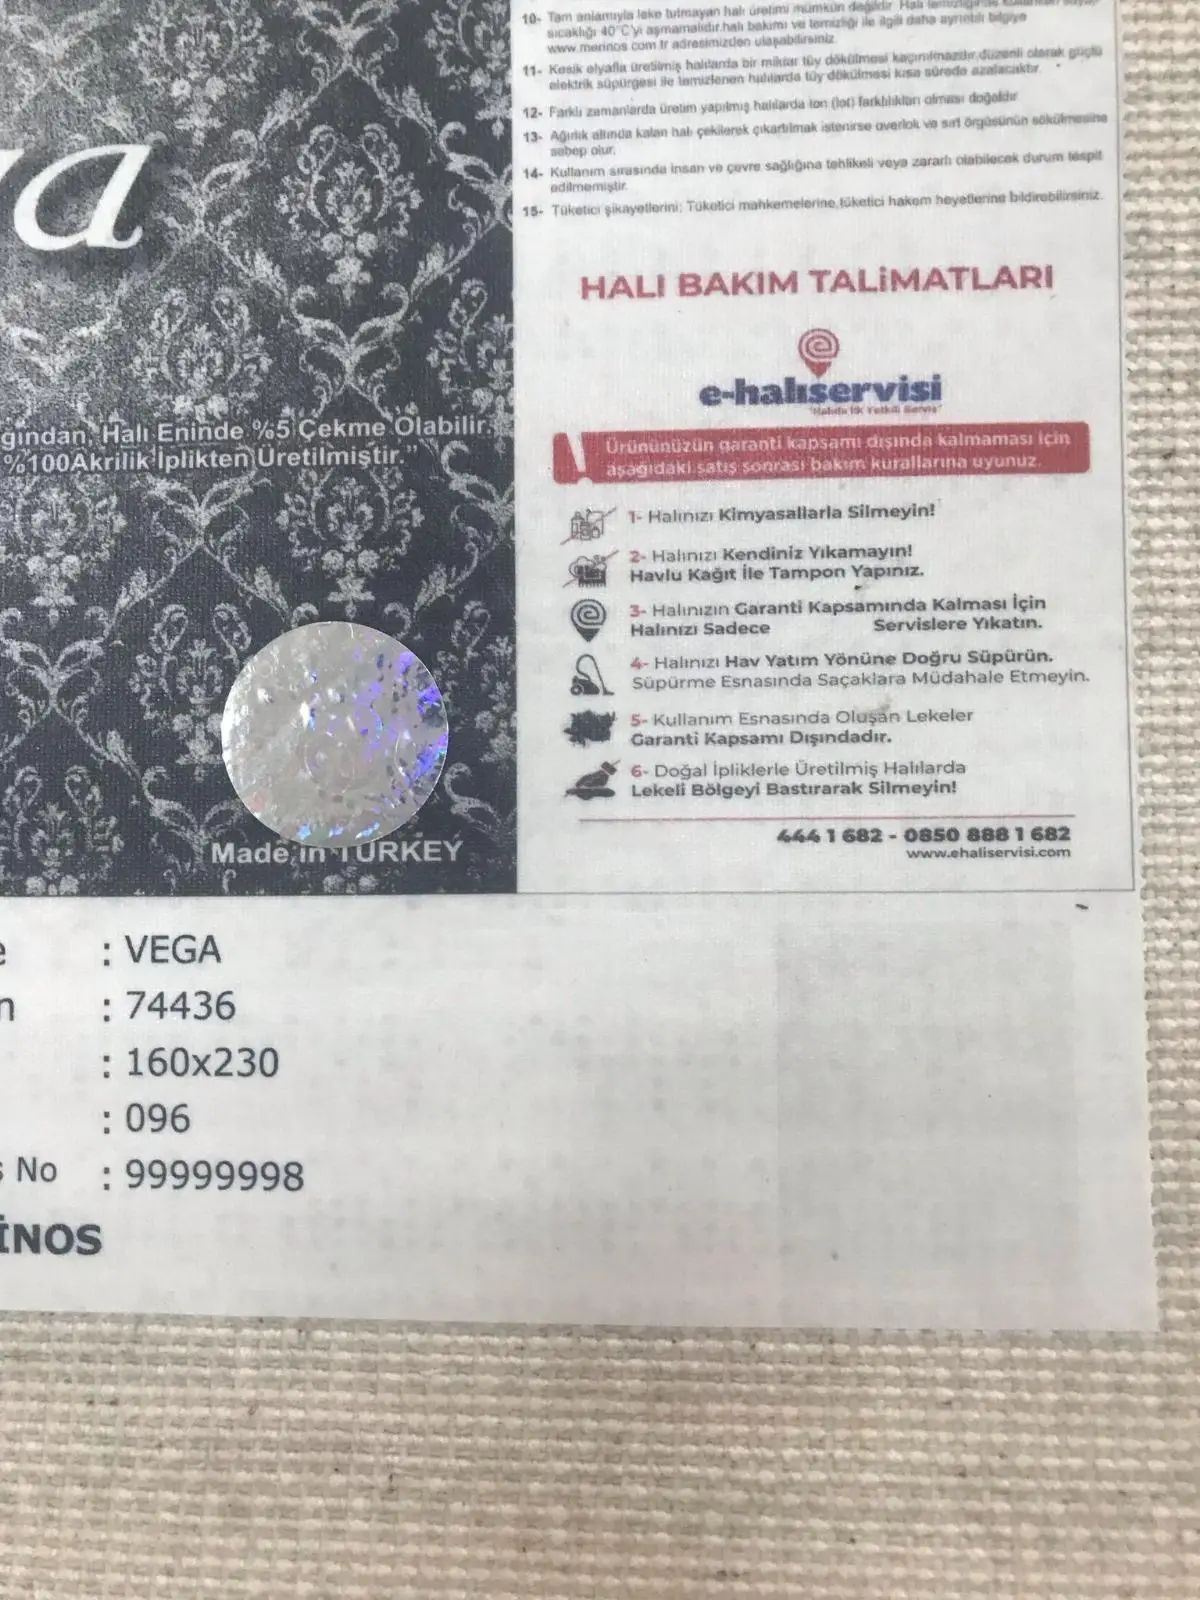 10- Tam anlamıyla leke tutmayan halı üretimi mümkün değildir. Halı
sıcaklığı 40°C'yi aşmamalıdır.halı bakımı ve temizliği ile ilgili daha ayrıntılı bilgiye
www.merinos.com.tr adresimizden ulaşabilirsiniz.
11- Kesik elyafla üretilmiş halılarda bir miktar tüy dökülmesi kaçınılmazdır.düzenli olarak güçlü
elektrik süpürgesi ile temizlenen halılarda tüy dökülmesi kısa sürede azalacaktır.
12- Farklı zamanlarda üretim yapılmış halılarda ton (lot) farklılıkları olması doğaldır
13- Ağırlık altında kalan halı çekilerek çıkartılmak istenirse overlok ve sırt örgüsünün sökülmesine
sebep olur.
14- Kullanım sırasında insan ve çevre sağlığına tehlikeli veya zararlı olabilecek durum tespit
edilmemiştir.
15- Tüketici şikayetlerini; Tüketici mahkemelerine,tüketici hakem heyetlerine bildirebilirsiniz.
a
gından, Halı Eninde %5 Çekme Olabilir.
%100Akrilik İplikten Üretilmiştir.”
Made in TURKEY
HALI BAKIM TALİMATLARI
e-halıservisi
"Halıda İlk Yetkili Servis"
Ürününüzün garanti kapsamı dışında kalmaması için
aşağıdaki satış sonrası bakım kurallarına uyunuz.
1- Halınızı Kimyasallarla Silmeyin!
2- Halınızı Kendiniz Yıkamayın!
Havlu Kağıt İle Tampon Yapınız.
3- Halınızın Garanti Kapsamında Kalması İçin
Halınızı Sadece Servislere Yıkatın.
4- Halınızı Hav Yatım Yönüne Doğru Süpürün.
Süpürme Esnasında Saçaklara Müdahale Etmeyin.
5- Kullanım Esnasında Oluşan Lekeler
Garanti Kapsamı Dışındadır.
6- Doğal İpliklerle Üretilmiş Halılarda
Lekeli Bölgeyi Bastırarak Silmeyin!
444 1 682 - 0850 888 1 682
www.ehaliservisi.com
e : VEGA
n : 74436
: 160x230
: 096
ş No : 99999998
İNOS